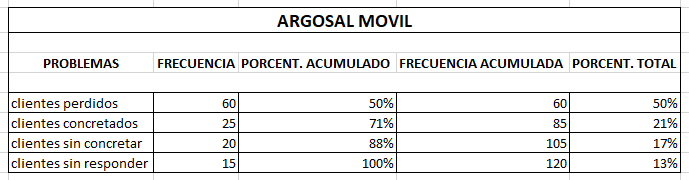 ARGOSAL MOVIL
PROBLEMAS FRECUENCIA PORCENT. ACUMULADO FRECUENCIA ACUMULADA PORCENT. TOTAL
clientes perdidos 60 50% 60 50%
clientes concretados 25 71% 85 21%
clientes sin concretar 20 88% 105 17%
clientes sin responder 15 100% 120 13%